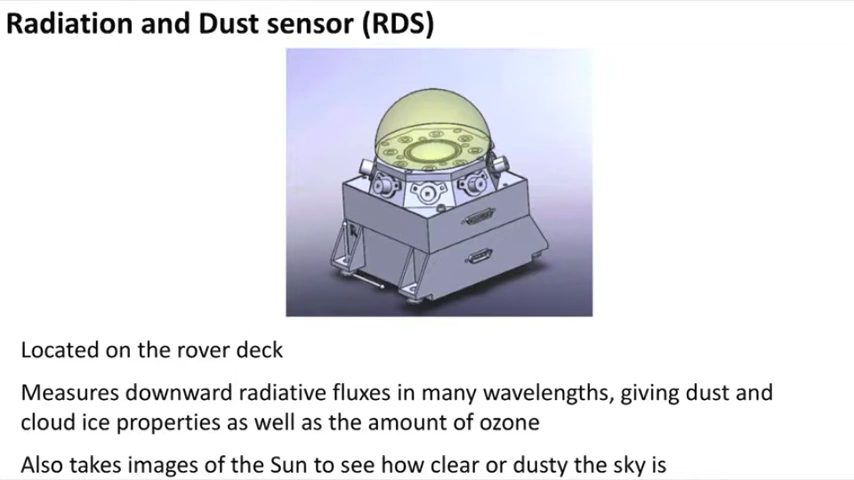 Radiation and Dust sensor (RDS)
Located on the rover deck
Measures downward radiative fluxes in many wavelengths, giving dust and
cloud ice properties as well as the amount of ozone
Also takes images of the Sun to see how clear or dusty the sky is